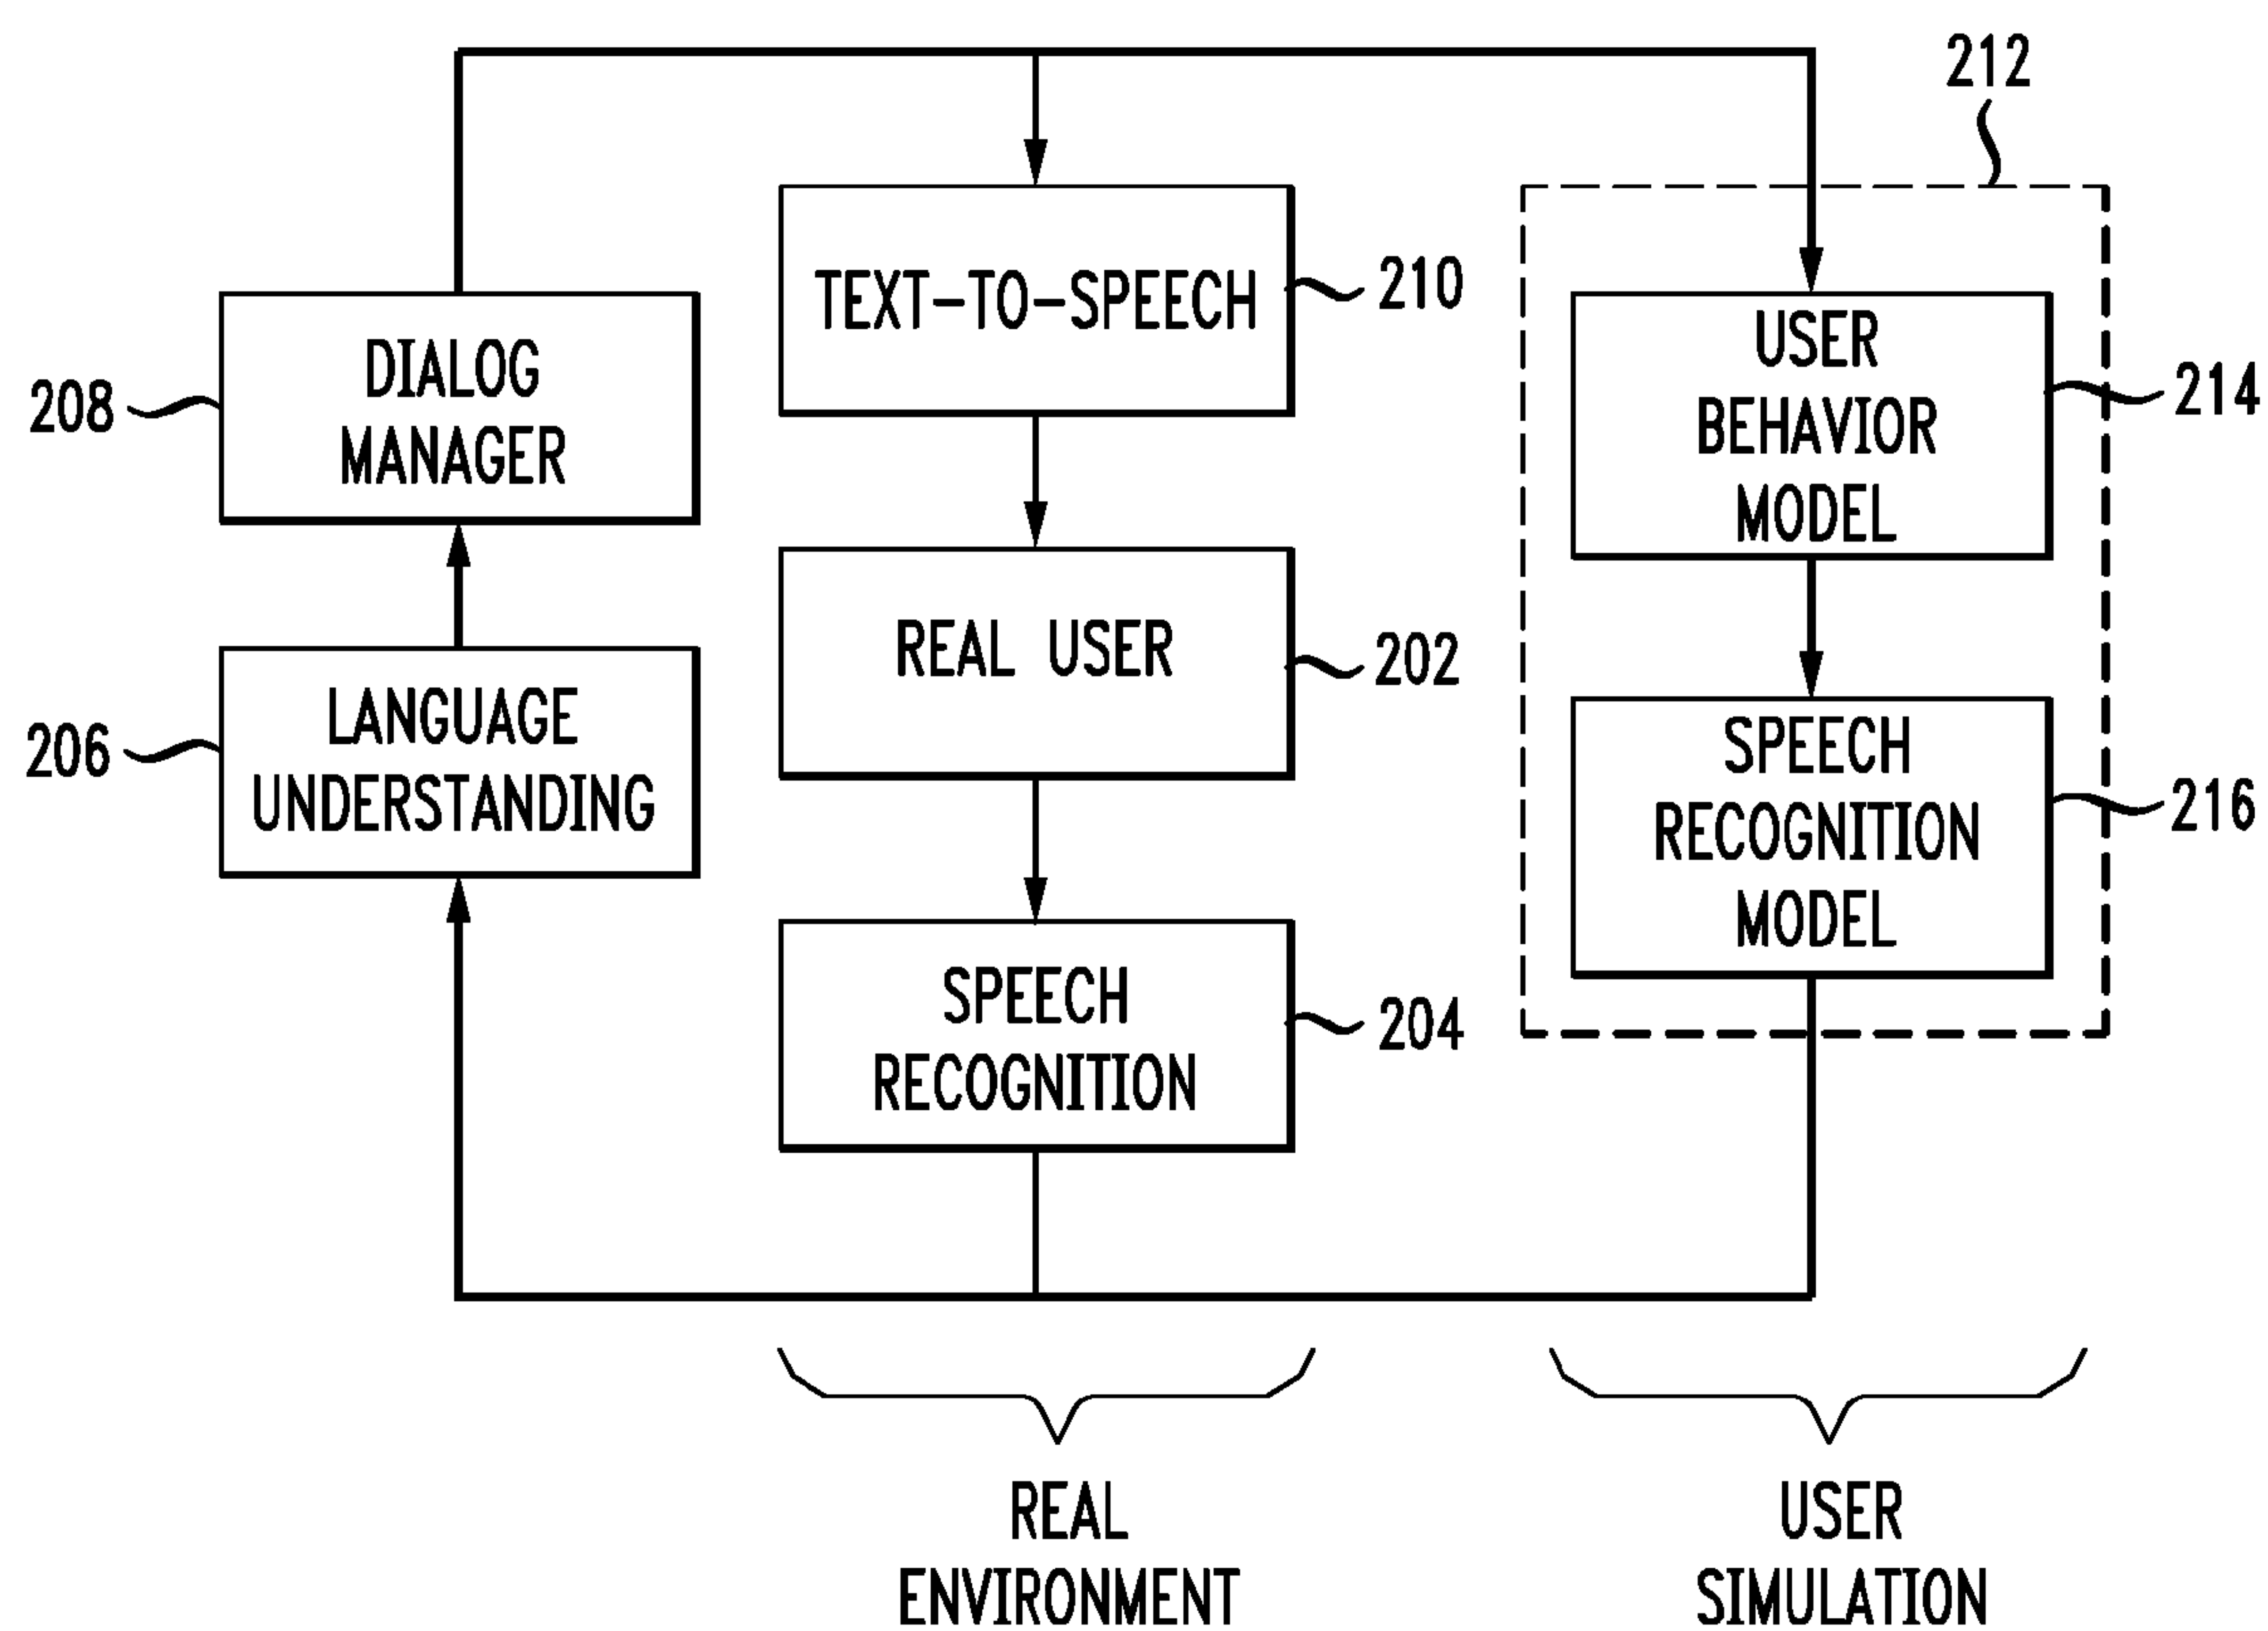 212
TEXT-TO-SPEECH
210
DIALOG
MANAGER
208
USER
BEHAVIOR
MODEL
214
REAL USER
202
LANGUAGE
UNDERSTANDING
206
SPEECH
RECOGNITION
MODEL
216
SPEECH
RECOGNITION
204
REAL
ENVIRONMENT
USER
SIMULATION